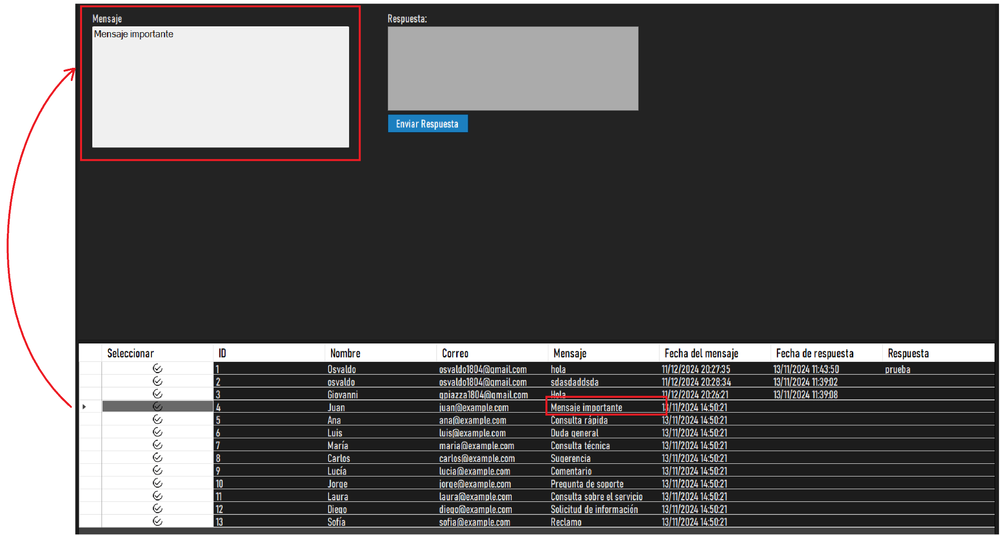 Mensaje
Mensaje importante
Respuesta:
Enviar Respuesta
Seleccionar ID Nombre Correo Mensaje Fecha del mensaje Fecha de respuesta Respuesta
1 Osvaldo osvaldo1804@gmail.com hola 11/12/2024 20:27:35 13/11/2024 11:43:50 prueba
2 osvaldo osvaldo1804@gmail.com sdasdaddsda 11/12/2024 20:28:34 13/11/2024 11:39:02
3 Giovanni gpiazza1804@gmail.com Hola 11/12/2024 20:26:21 13/11/2024 11:39:08
4 Juan juan@example.com Mensaje importante 13/11/2024 14:50:21
5 Ana ana@example.com Consulta rápida 13/11/2024 14:50:21
6 Luis luis@example.com Duda general 13/11/2024 14:50:21
7 María maria@example.com Consulta técnica 13/11/2024 14:50:21
8 Carlos carlos@example.com Sugerencia 13/11/2024 14:50:21
9 Lucía lucia@example.com Comentario 13/11/2024 14:50:21
10 Jorge jorge@example.com Pregunta de soporte 13/11/2024 14:50:21
11 Laura laura@example.com Consulta sobre el servicio 13/11/2024 14:50:21
12 Diego diego@example.com Solicitud de información 13/11/2024 14:50:21
13 Sofía sofia@example.com Reclamo 13/11/2024 14:50:21